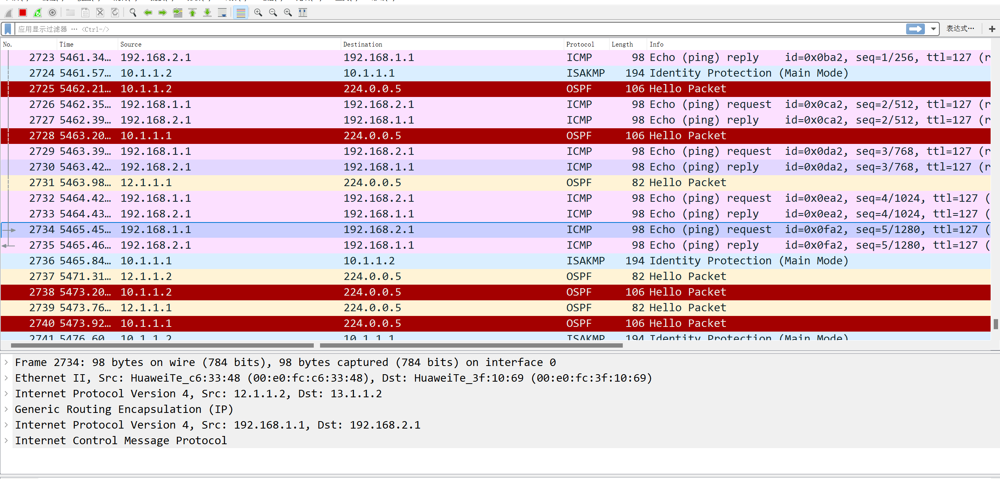 应用显示过滤器 … <Ctrl-/> 表达式…
No. Time Source Destination Protocol Length Info
2723 5461.34… 192.168.2.1 192.168.1.1 ICMP 98 Echo (ping) reply id=0x0ba2, seq=1/256, ttl=127 (r
2724 5461.57… 10.1.1.2 10.1.1.1 ISAKMP 194 Identity Protection (Main Mode)
2725 5462.21… 10.1.1.2 224.0.0.5 OSPF 106 Hello Packet
2726 5462.35… 192.168.1.1 192.168.2.1 ICMP 98 Echo (ping) request id=0x0ca2, seq=2/512, ttl=127 (r
2727 5462.39… 192.168.2.1 192.168.1.1 ICMP 98 Echo (ping) reply id=0x0ca2, seq=2/512, ttl=127 (r
2728 5463.20… 10.1.1.1 224.0.0.5 OSPF 106 Hello Packet
2729 5463.39… 192.168.1.1 192.168.2.1 ICMP 98 Echo (ping) request id=0x0da2, seq=3/768, ttl=127 (r
2730 5463.42… 192.168.2.1 192.168.1.1 ICMP 98 Echo (ping) reply id=0x0da2, seq=3/768, ttl=127 (r
2731 5463.98… 12.1.1.1 224.0.0.5 OSPF 82 Hello Packet
2732 5464.42… 192.168.1.1 192.168.2.1 ICMP 98 Echo (ping) request id=0x0ea2, seq=4/1024, ttl=127 (
2733 5464.43… 192.168.2.1 192.168.1.1 ICMP 98 Echo (ping) reply id=0x0ea2, seq=4/1024, ttl=127 (
2734 5465.45… 192.168.1.1 192.168.2.1 ICMP 98 Echo (ping) request id=0x0fa2, seq=5/1280, ttl=127 (
2735 5465.46… 192.168.2.1 192.168.1.1 ICMP 98 Echo (ping) reply id=0x0fa2, seq=5/1280, ttl=127 (
2736 5465.84… 10.1.1.1 10.1.1.2 ISAKMP 194 Identity Protection (Main Mode)
2737 5471.31… 12.1.1.2 224.0.0.5 OSPF 82 Hello Packet
2738 5473.20… 10.1.1.2 224.0.0.5 OSPF 106 Hello Packet
2739 5473.76… 12.1.1.1 224.0.0.5 OSPF 82 Hello Packet
2740 5473.92… 10.1.1.1 224.0.0.5 OSPF 106 Hello Packet
2741 5476.60 10.1.1.2 10.1.1.1 ISAKMP 194 Identity Protection (Main Mode)
Frame 2734: 98 bytes on wire (784 bits), 98 bytes captured (784 bits) on interface 0
Ethernet II, Src: HuaweiTe_c6:33:48 (00:e0:fc:c6:33:48), Dst: HuaweiTe_3f:10:69 (00:e0:fc:3f:10:69)
Internet Protocol Version 4, Src: 12.1.1.2, Dst: 13.1.1.2
Generic Routing Encapsulation (IP)
Internet Protocol Version 4, Src: 192.168.1.1, Dst: 192.168.2.1
Internet Control Message Protocol